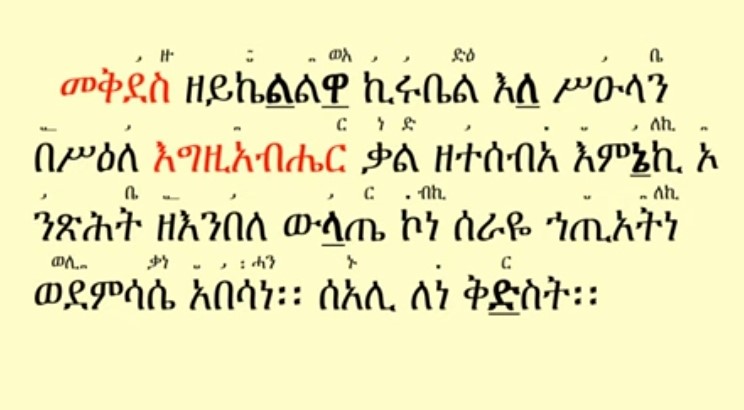 መቅደስ ዘይኬልልዋ ኪሩቤል እለ ሥዑላን
በሥዕለ እግዚአብሔር ቃል ዘተሰብአ እምኔኪ ኦ
ንጽሕት ዘእንበለ ውላጤ ኮነ ሰራዬ ኀጢአትነ
ወደምሳሴ አበሳነ፡፡ ሰአሊ ለነ ቅድስት፡፡